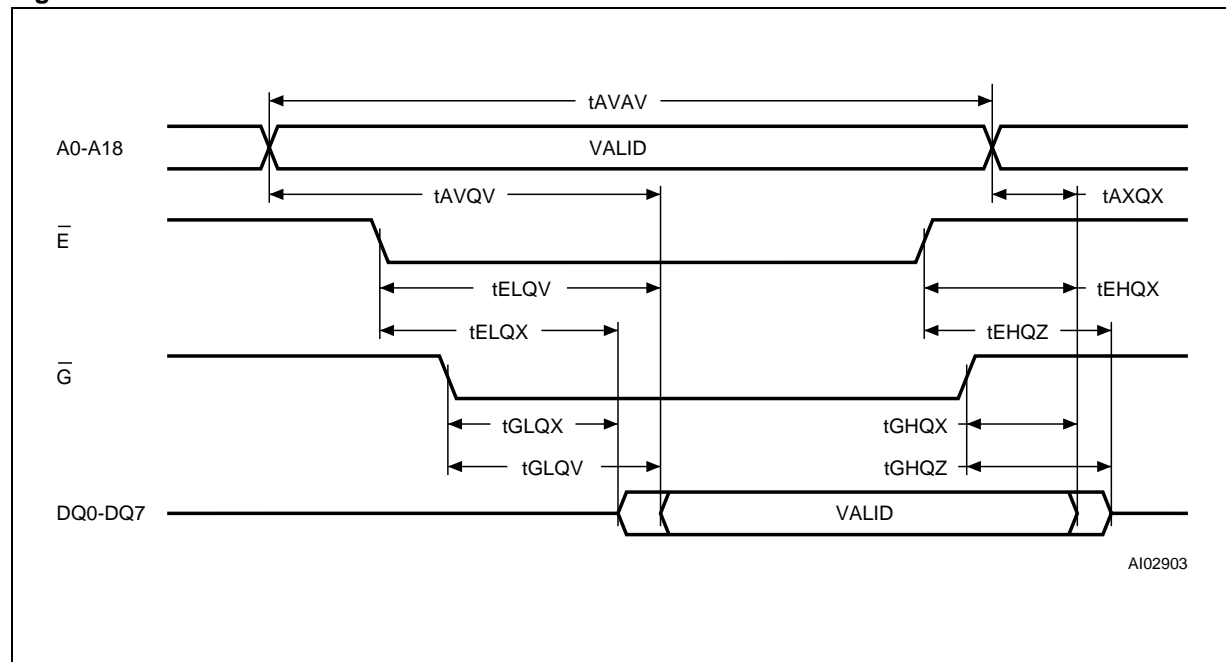 tAVAV
A0-A18
VALID
tAVQV
tAXQX
E̅
tELQV
tEHQX
tELQX
tEHQZ
G̅
tGLQX
tGHQX
tGLQV
tGHQZ
DQ0-DQ7
VALID
AI02903